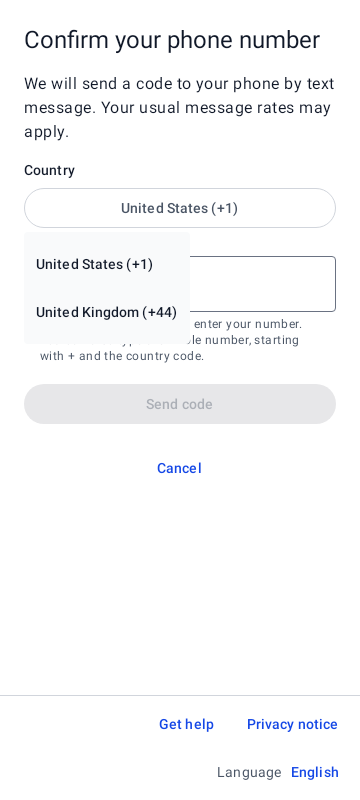 Confirm your phone number
We will send a code to your phone by text
message. Your usual message rates may
apply.
Country
United States (+1)
United States (+1)
United Kingdom (+44)
enter your number.
number, starting
with + and the country code.
Send code
Cancel
Get help
Privacy notice
Language English